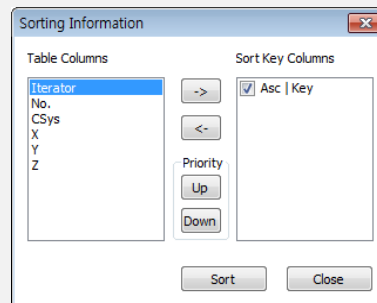 Sorting Information
Table Columns
Sort Key Columns
Iterator
No.
CSys
X
Y
Z
->
<-
Priority
Up
Down
Asc | Key
Sort
Close